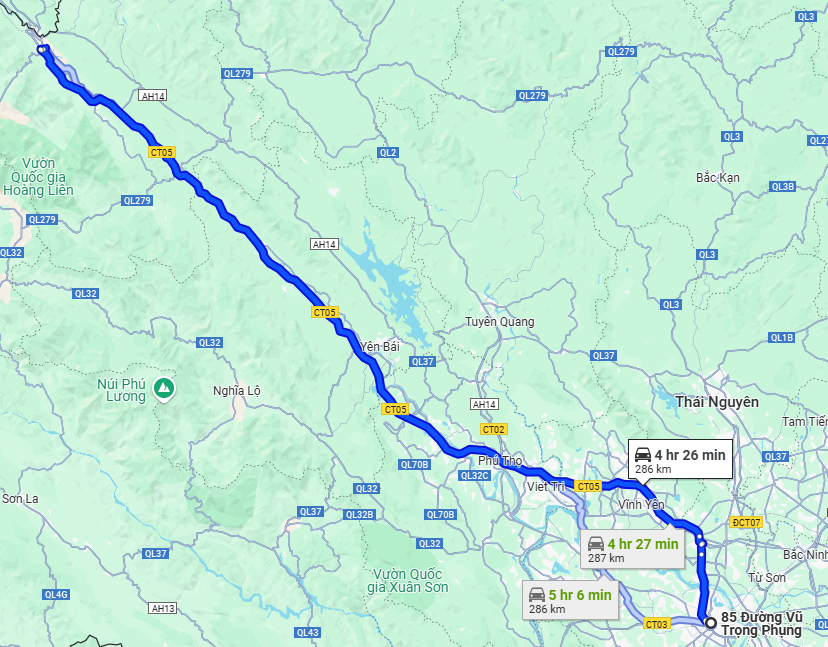 QL3
QL279
QL279
QL279
AH14
CT05
QL2
QL3
QL27
Vườn
Quốc gia
Hoàng Liên
Bắc Kạn
QL3B
QL279
QL279
QL32
AH14
QL3
QL32
QL3
CT05
Tuyên Quang
QL1B
QL32
Yên Bái
QL37
QL37
Núi Phú
Lương
Nghĩa Lộ
Thái Nguyên
CT05
AH14
Tam Tiến
CT02
4 hr 26 min
286 km
QL37
Phú Thọ
QL70B
QL32C
Sơn La
QL32
Viet Tri
CT05
Vĩnh Yên
QL37
QL32B
QL70B
ĐCT07
QL32
4 hr 27 min
287 km
QL37
Bắc Ninh
Vườn Quốc
gia Xuân Sơn
Từ Sơn
QL4G
5 hr 6 min
286 km
AH13
85 Đường Vũ
Trọng Phụng
CT03
QL43